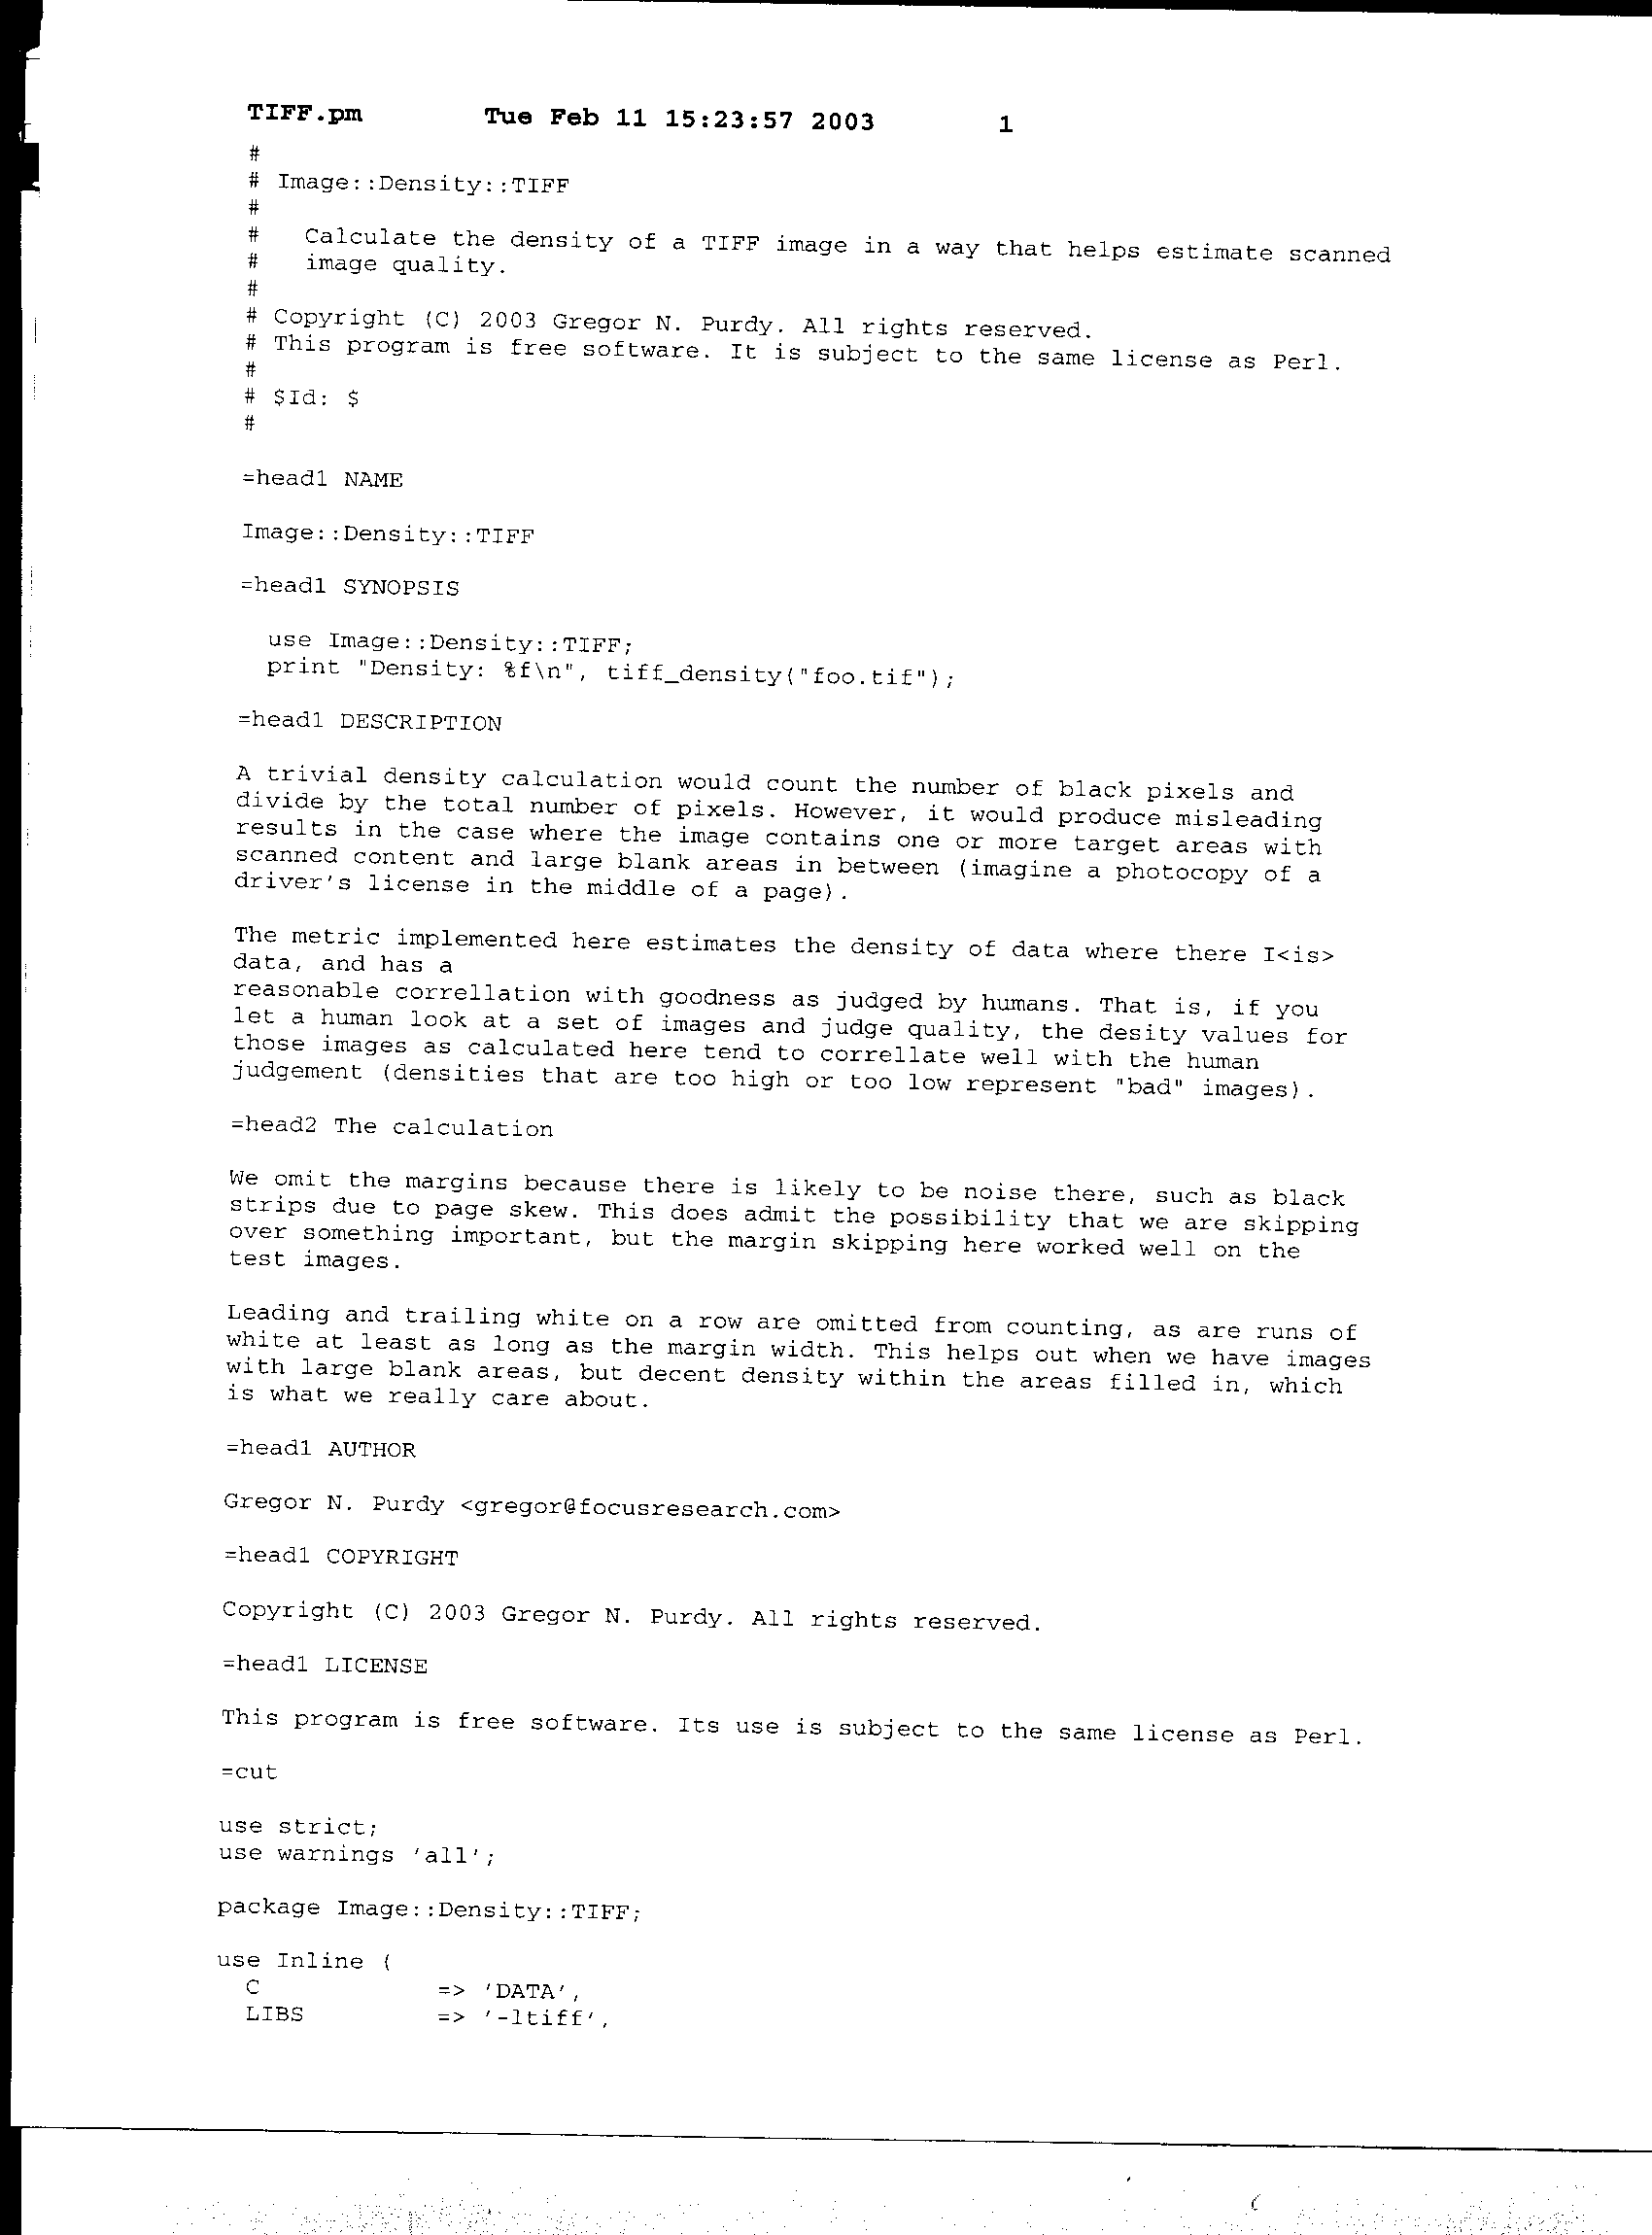 TIFF.pm Tue Feb 11 15:23:57 2003 1
#
# Image::Density::TIFF
#
#   Calculate the density of a TIFF image in a way that helps estimate scanned
#   image quality.
#
# Copyright (C) 2003 Gregor N. Purdy. All rights reserved.
# This program is free software. It is subject to the same license as Perl.
#
# $Id: $
#
=head1 NAME
Image::Density::TIFF
=head1 SYNOPSIS
  use Image::Density::TIFF;
  print "Density: %f\n", tiff_density("foo.tif");
=head1 DESCRIPTION
A trivial density calculation would count the number of black pixels and
divide by the total number of pixels. However, it would produce misleading
results in the case where the image contains one or more target areas with
scanned content and large blank areas in between (imagine a photocopy of a
driver's license in the middle of a page).
The metric implemented here estimates the density of data where there I<is>
data, and has a
reasonable correllation with goodness as judged by humans. That is, if you
let a human look at a set of images and judge quality, the desity values for
those images as calculated here tend to correllate well with the human
judgement (densities that are too high or too low represent "bad" images).
=head2 The calculation
We omit the margins because there is likely to be noise there, such as black
strips due to page skew. This does admit the possibility that we are skipping
over something important, but the margin skipping here worked well on the
test images.
Leading and trailing white on a row are omitted from counting, as are runs of
white at least as long as the margin width. This helps out when we have images
with large blank areas, but decent density within the areas filled in, which
is what we really care about.
=head1 AUTHOR
Gregor N. Purdy <gregor@focusresearch.com>
=head1 COPYRIGHT
Copyright (C) 2003 Gregor N. Purdy. All rights reserved.
=head1 LICENSE
This program is free software. Its use is subject to the same license as Perl.
=cut
use strict;
use warnings 'all';
package Image::Density::TIFF;
use Inline (
  C            => 'DATA',
  LIBS         => '-ltiff',